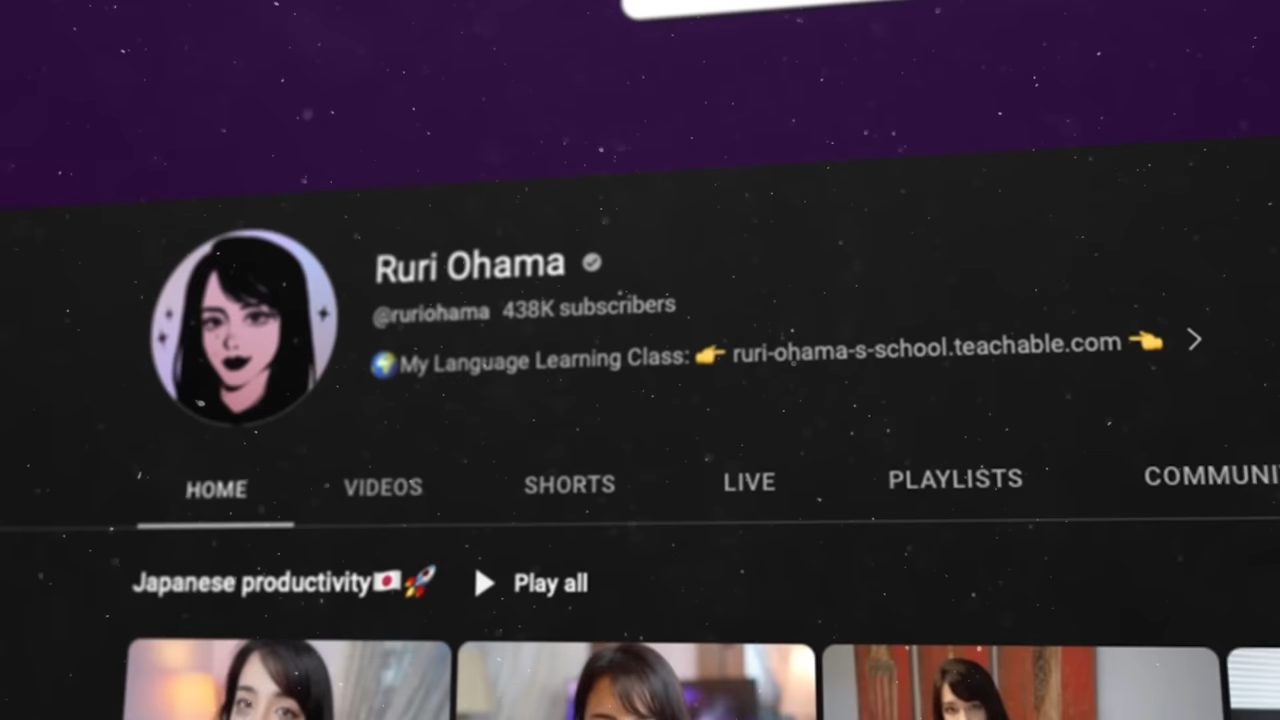 Ruri Ohama
@ruriohama 438K subscribers
🌍My Language Learning Class: 👉 ruri-ohama-s-school.teachable.com 👈
HOME VIDEOS SHORTS LIVE PLAYLISTS COMMUNI
Japanese productivity🇯🇵🚀 Play all